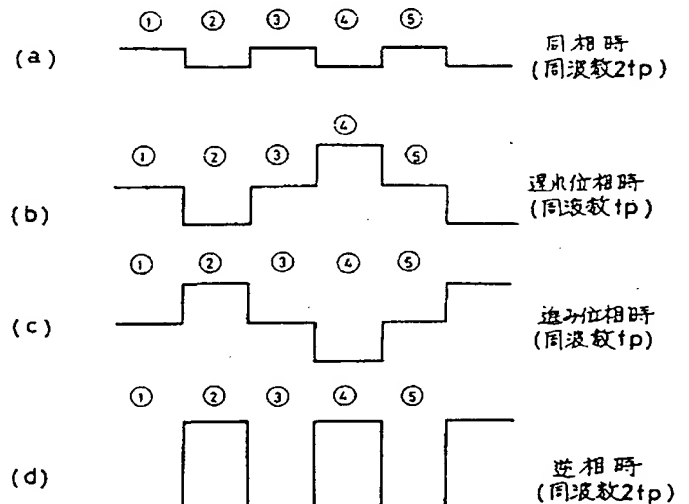 ① ② ③ ④ ⑤
(a)
同相時
(周波数2fp)
④
① ② ③ ⑤
(b)
遅れ位相時
(周波数fp)
① ② ③ ④ ⑤
(c)
進み位相時
(周波数fp)
① ② ③ ④ ⑤
(d)
逆相時
(周波数2fp)